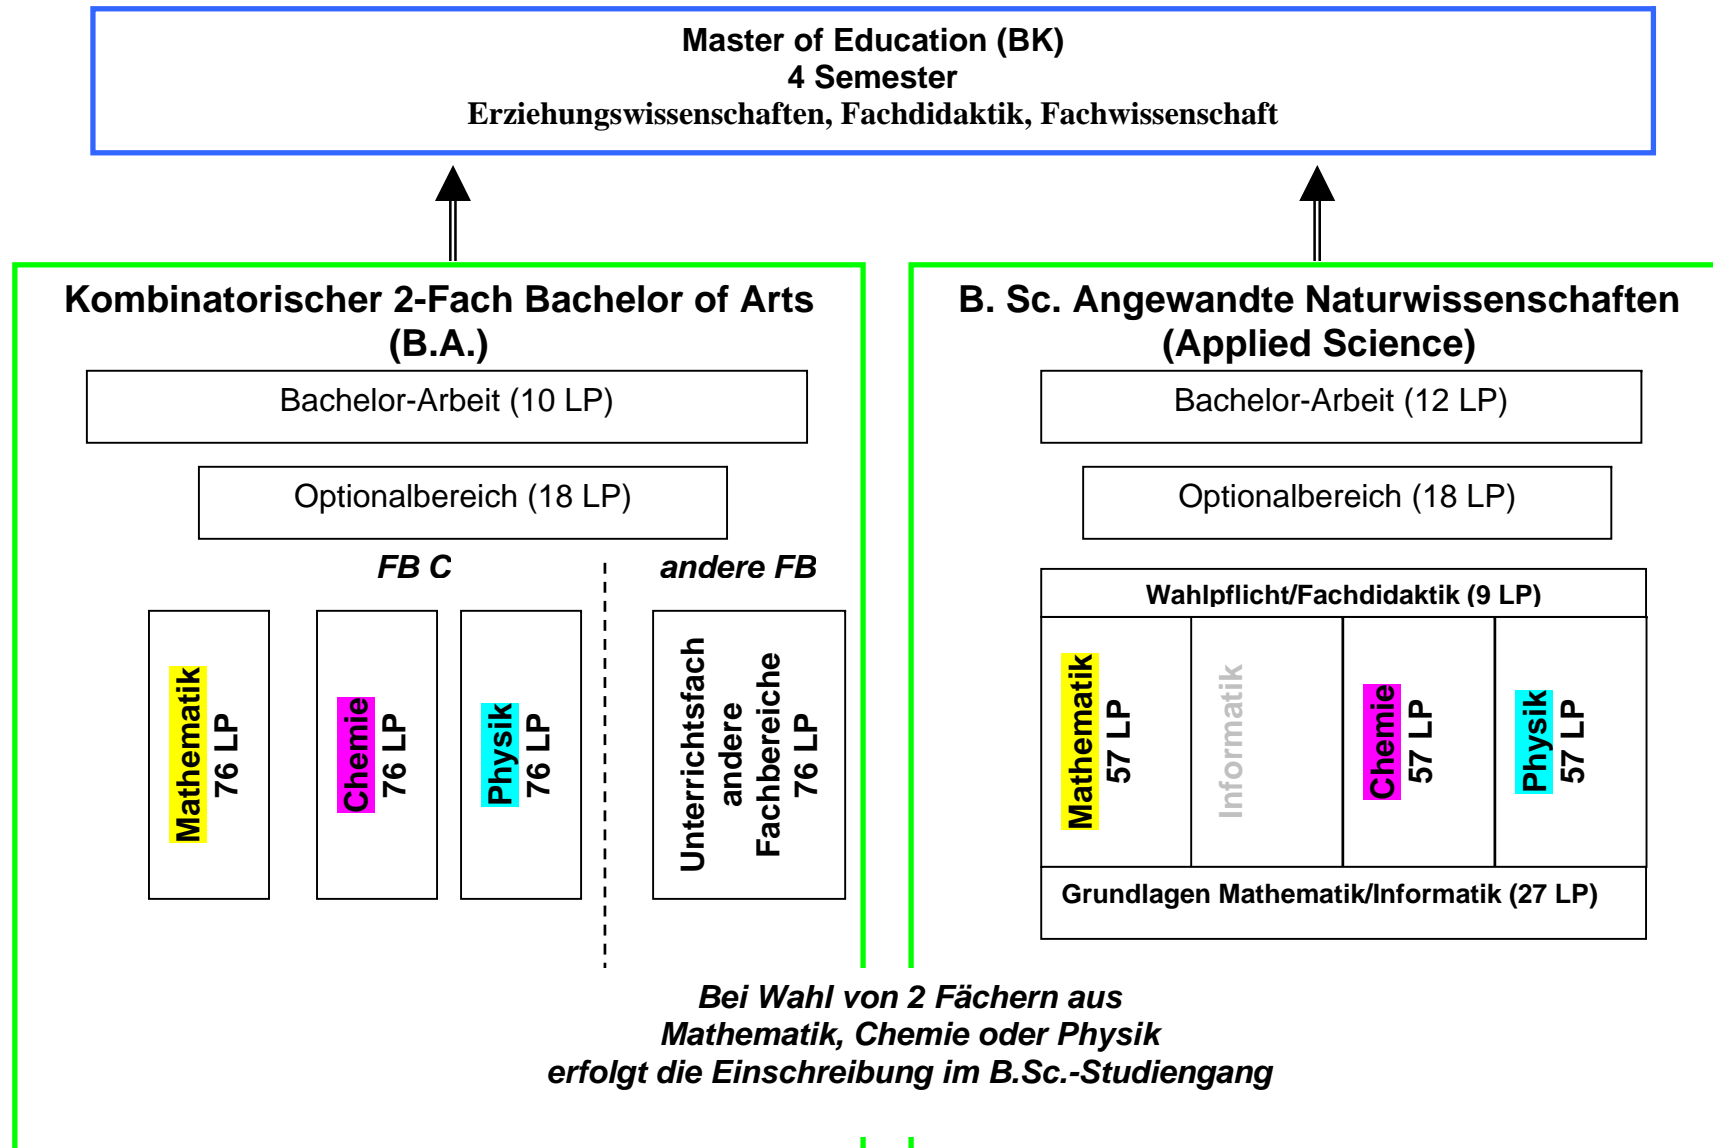 Master of Education (BK)
4 Semester
Erziehungswissenschaften, Fachdidaktik, Fachwissenschaft
Kombinatorischer 2-Fach Bachelor of Arts
(B.A.)
Bachelor-Arbeit (10 LP)
Optionalbereich (18 LP)
FB C
andere FB
Mathematik
76 LP
Chemie
76 LP
Physik
76 LP
Unterrichtsfach
andere
Fachbereiche
76 LP
B. Sc. Angewandte Naturwissenschaften
(Applied Science)
Bachelor-Arbeit (12 LP)
Optionalbereich (18 LP)
Wahlpflicht/Fachdidaktik (9 LP)
Mathematik
57 LP
Informatik
Chemie
57 LP
Physik
57 LP
Grundlagen Mathematik/Informatik (27 LP)
Bei Wahl von 2 Fächern aus
Mathematik, Chemie oder Physik
erfolgt die Einschreibung im B.Sc.-Studiengang